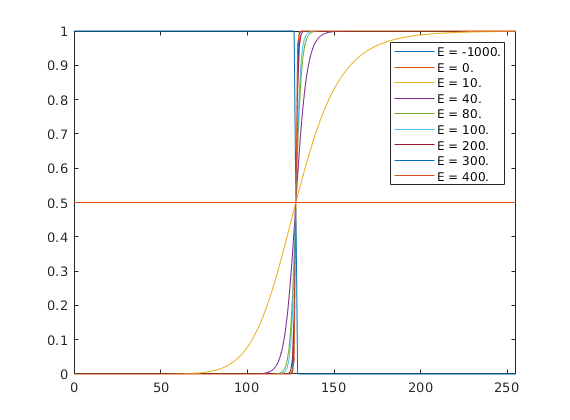 1
0.9
0.8
0.7
0.6
0.5
0.4
0.3
0.2
0.1
0
0 50 100 150 200 250
E = -1000.
E = 0.
E = 10.
E = 40.
E = 80.
E = 100.
E = 200.
E = 300.
E = 400.